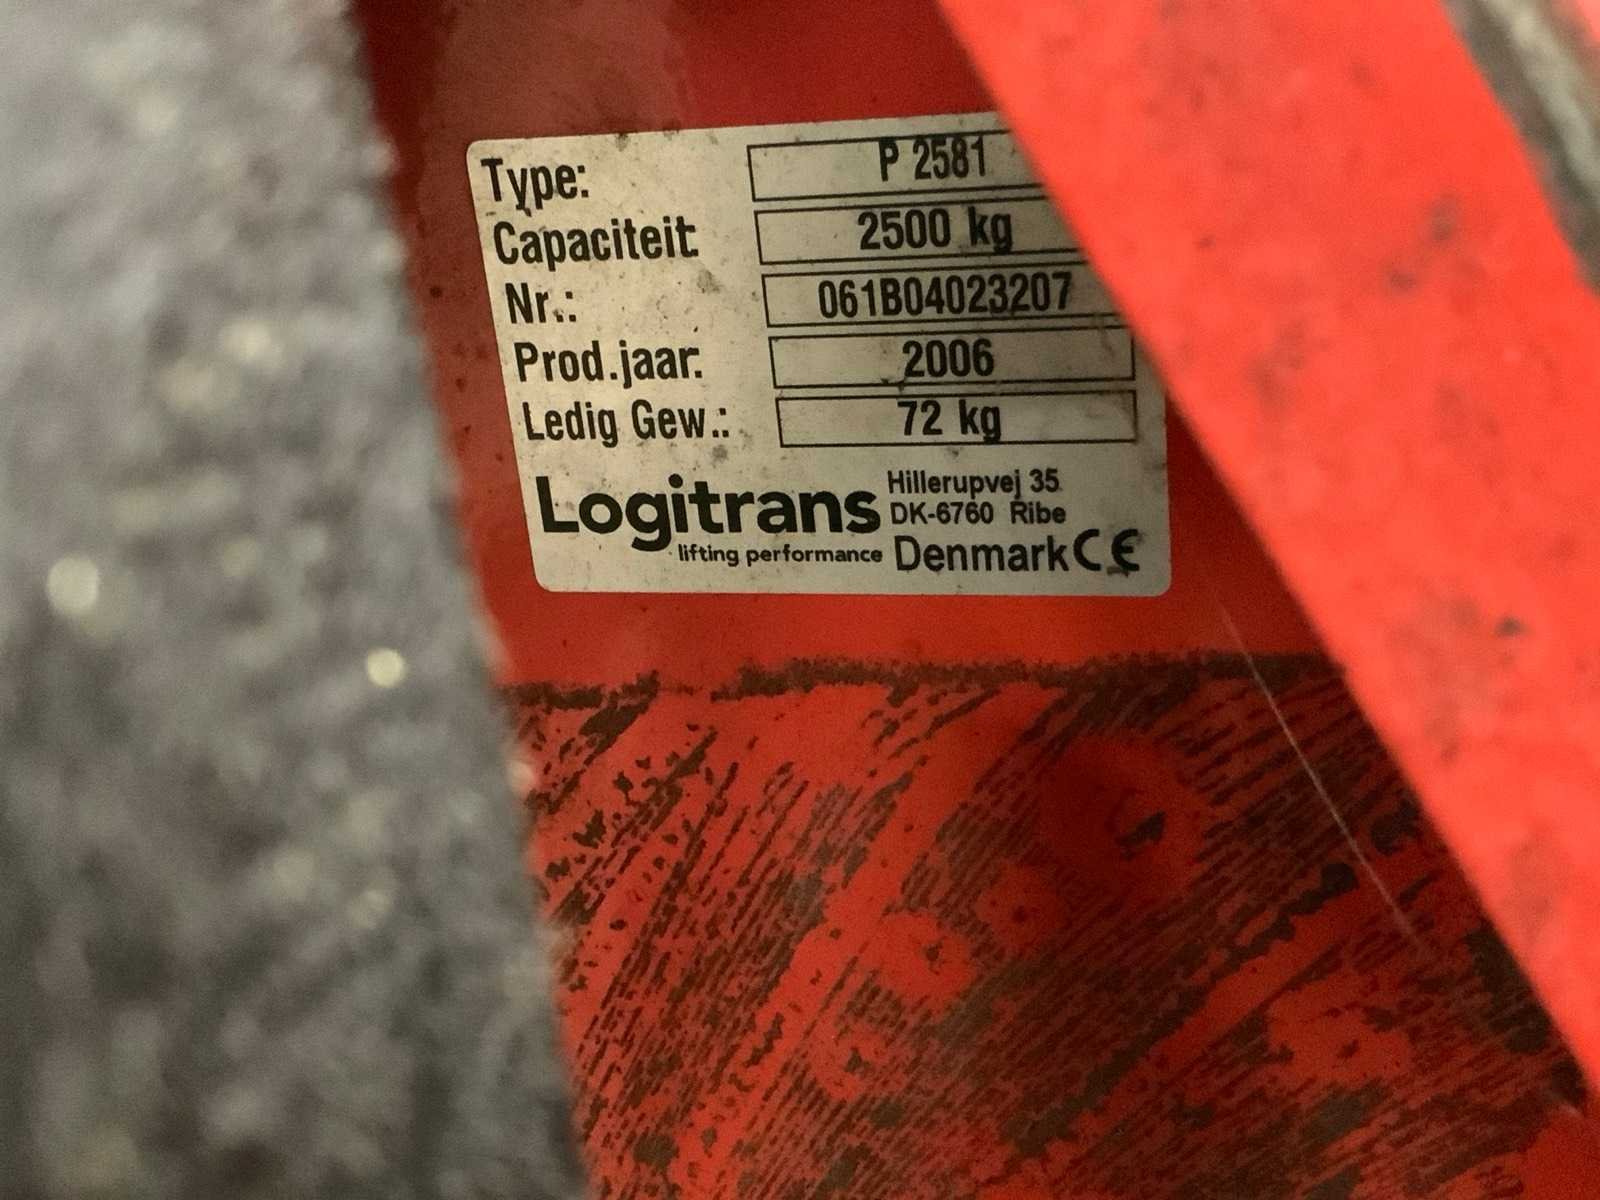 Type: P 2581
Capaciteit: 2500 kg
Nr.: 061B04023207
Prod.jaar: 2006
Ledig Gew.: 72 kg
Logitrans
lifting performance
Hillerupvej 35
DK-6760 Ribe
Denmark CE